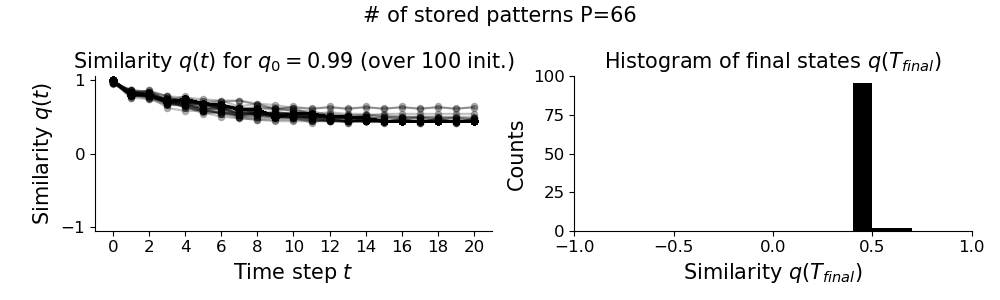 # of stored patterns P=66
Similarity q(t) for q₀ = 0.99 (over 100 init.)
1
0
−1
Similarity q(t)
0 2 4 6 8 10 12 14 16 18 20
Time step t
Histogram of final states q(T_final)
100
75
50
25
0
Counts
−1.0 −0.5 0.0 0.5 1.0
Similarity q(T_final)